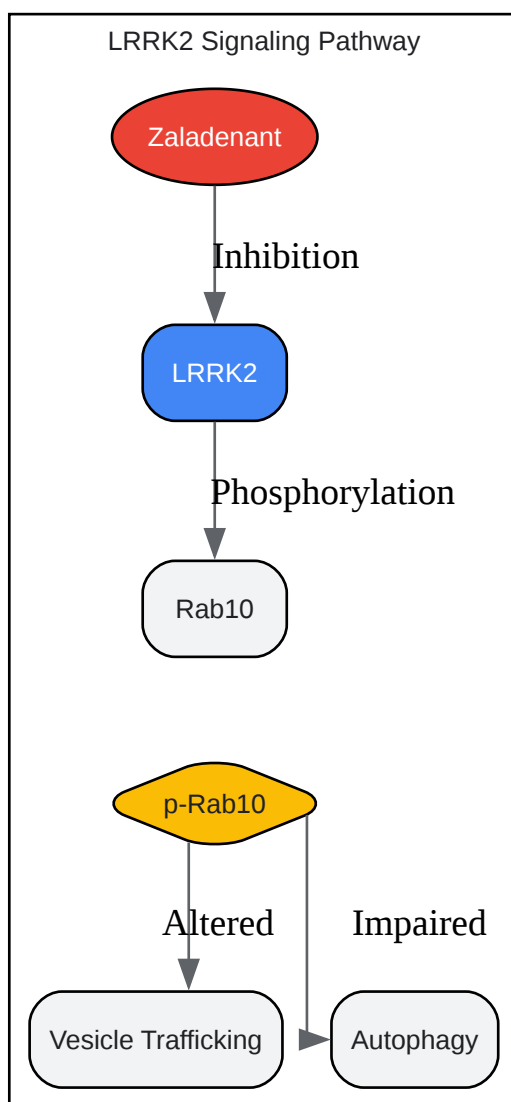 LRRK2 Signaling Pathway
Zaladenant
Inhibition
LRRK2
Phosphorylation
Rab10
p-Rab10
Altered
Impaired
Vesicle Trafficking
Autophagy